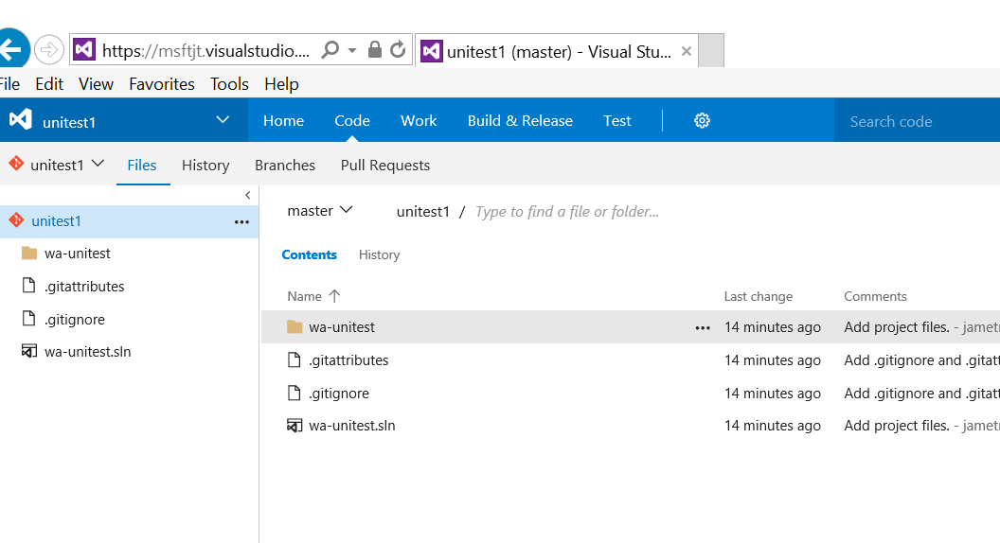 https://msftjt.visualstudio....
unitest1 (master) - Visual Stu...
File Edit View Favorites Tools Help
unitest1
Home Code Work Build & Release Test
Search code
unitest1
Files History Branches Pull Requests
unitest1
wa-unitest
.gitattributes
.gitignore
wa-unitest.sln
master
unitest1 / Type to find a file or folder...
Contents History
Name Last change Comments
wa-unitest 14 minutes ago Add project files. - jametr
.gitattributes 14 minutes ago Add .gitignore and .gitatt
.gitignore 14 minutes ago Add .gitignore and .gitatt
wa-unitest.sln 14 minutes ago Add project files. - jametr